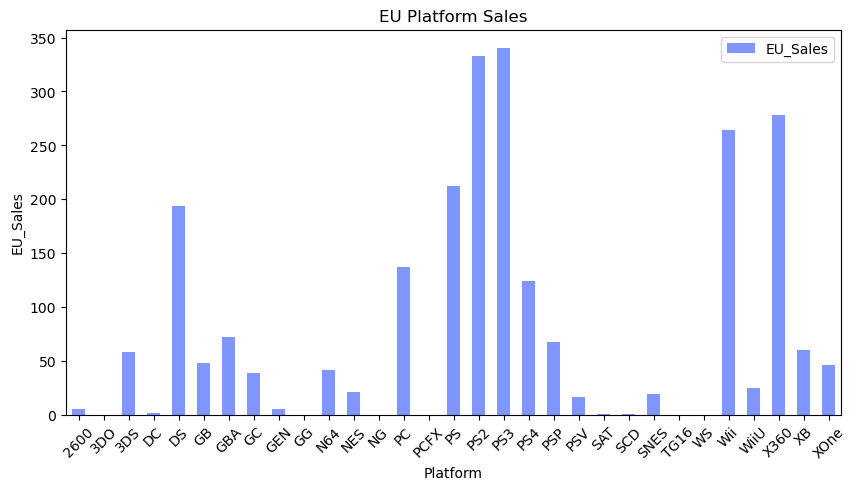 EU Platform Sales
EU_Sales
350
300
250
200
150
100
50
0
EU_Sales
2600 3DO 3DS DC DS GB GBA GC GEN GG N64 NES NG PC PCFX PS PS2 PS3 PS4 PSP PSV SAT SCD SNES TG16 WS Wii WiiU X360 XB XOne
Platform